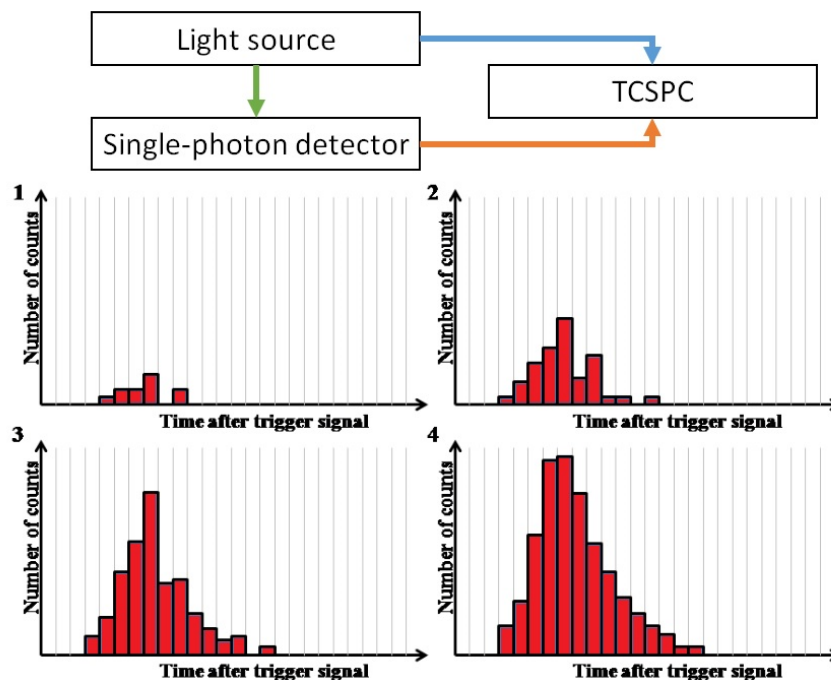 Light source
TCSPC
Single-photon detector
1
Number of counts
Time after trigger signal
2
Number of counts
Time after trigger signal
3
Number of counts
Time after trigger signal
4
Number of counts
Time after trigger signal